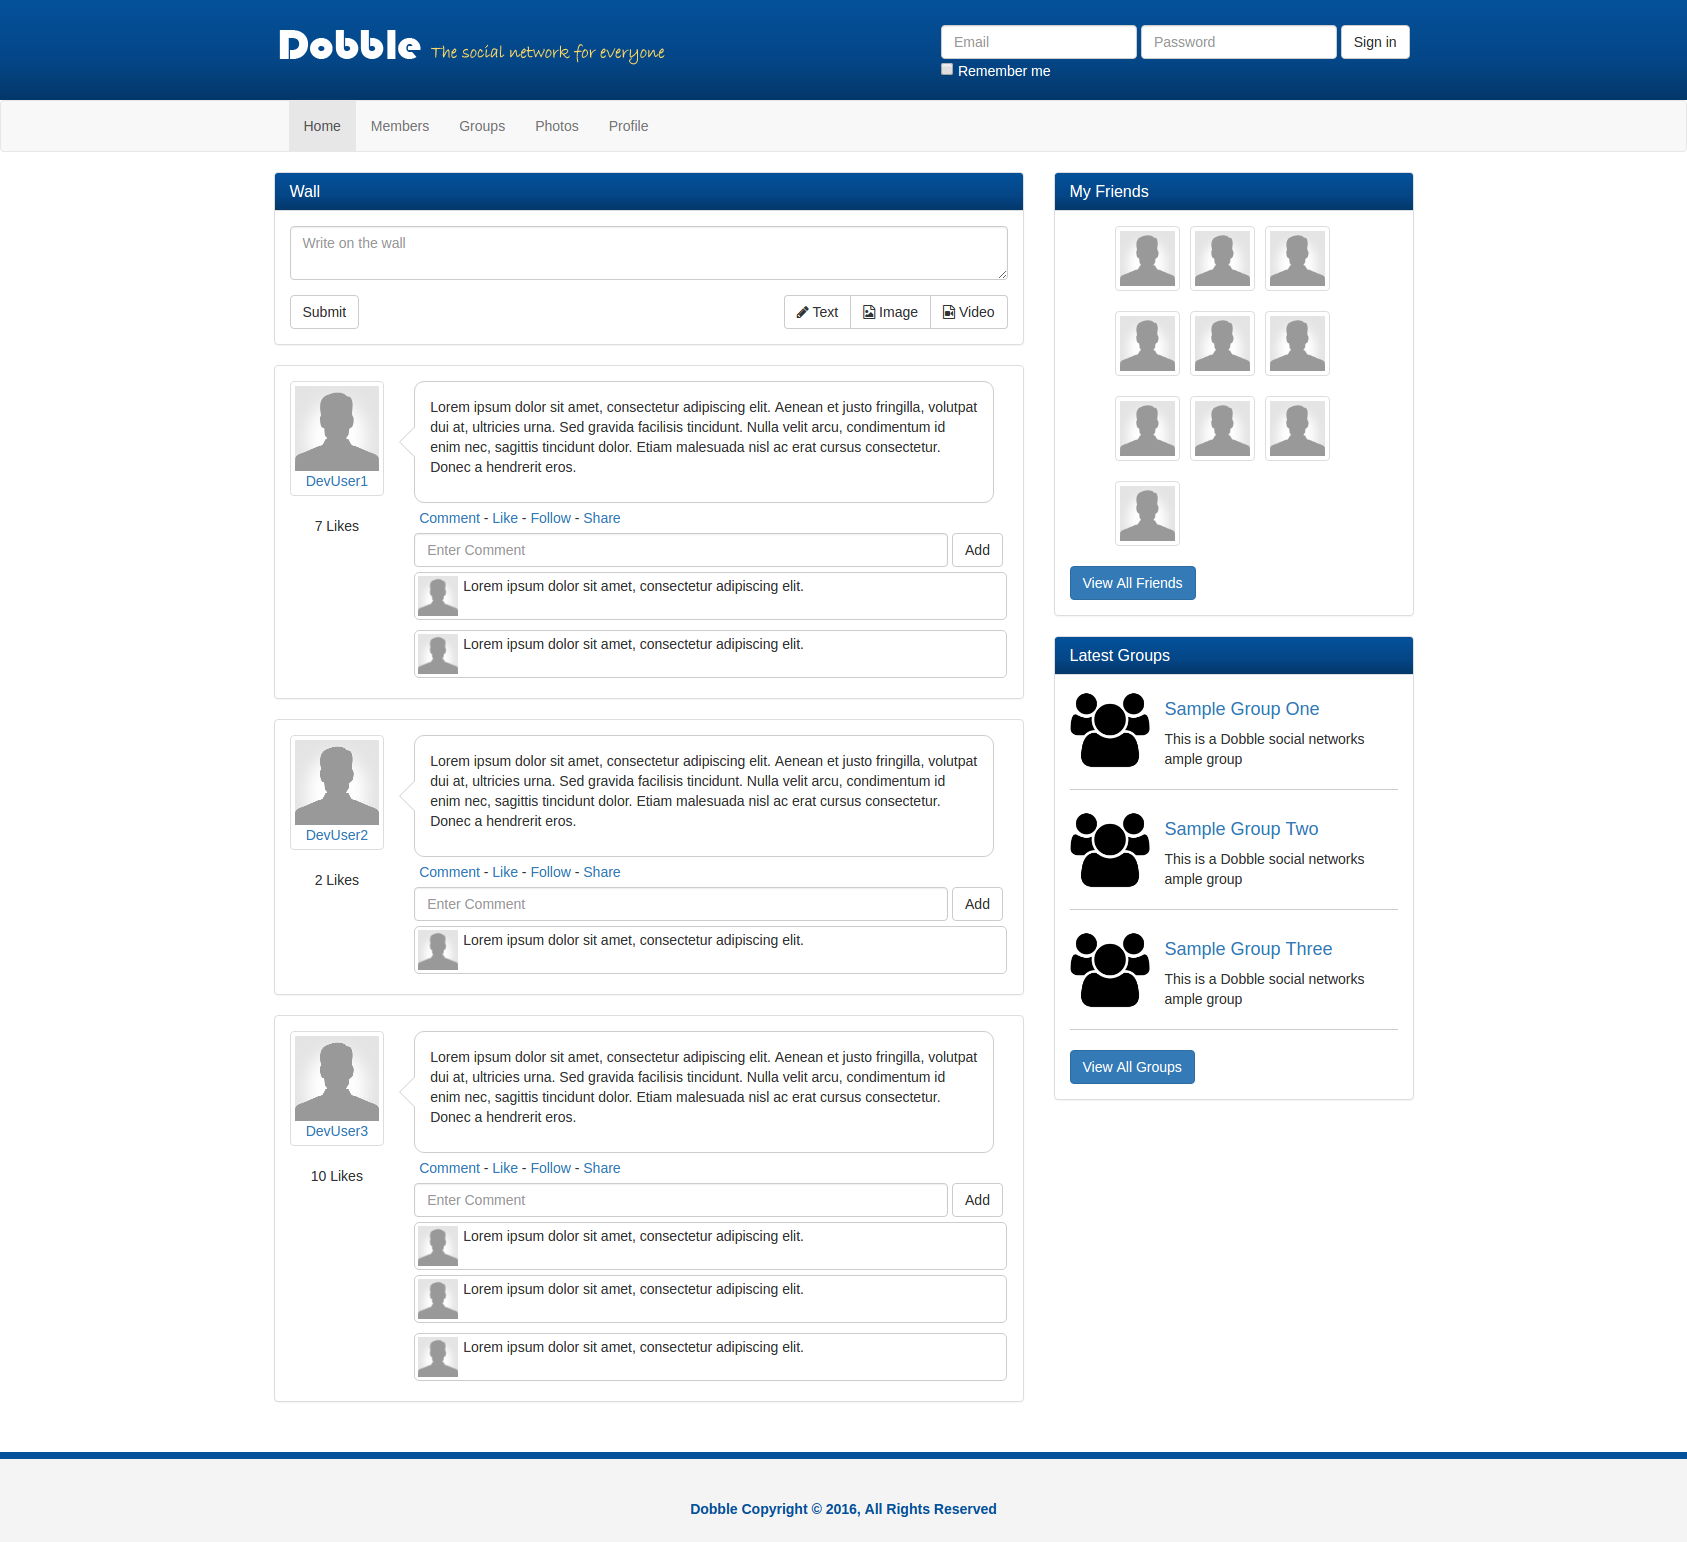 Dobble The social network for everyone
Email Password Sign in
Remember me
Home Members Groups Photos Profile
Wall
Write on the wall
Submit Text Image Video
Lorem ipsum dolor sit amet, consectetur adipiscing elit. Aenean et justo fringilla, volutpat
dui at, ultricies urna. Sed gravida facilisis tincidunt. Nulla velit arcu, condimentum id
enim nec, sagittis tincidunt dolor. Etiam malesuada nisl ac erat cursus consectetur.
Donec a hendrerit eros.
DevUser1
7 Likes
Comment - Like - Follow - Share
Enter Comment Add
Lorem ipsum dolor sit amet, consectetur adipiscing elit.
Lorem ipsum dolor sit amet, consectetur adipiscing elit.
Lorem ipsum dolor sit amet, consectetur adipiscing elit. Aenean et justo fringilla, volutpat
dui at, ultricies urna. Sed gravida facilisis tincidunt. Nulla velit arcu, condimentum id
enim nec, sagittis tincidunt dolor. Etiam malesuada nisl ac erat cursus consectetur.
Donec a hendrerit eros.
DevUser2
2 Likes
Comment - Like - Follow - Share
Enter Comment Add
Lorem ipsum dolor sit amet, consectetur adipiscing elit.
Lorem ipsum dolor sit amet, consectetur adipiscing elit. Aenean et justo fringilla, volutpat
dui at, ultricies urna. Sed gravida facilisis tincidunt. Nulla velit arcu, condimentum id
enim nec, sagittis tincidunt dolor. Etiam malesuada nisl ac erat cursus consectetur.
Donec a hendrerit eros.
DevUser3
10 Likes
Comment - Like - Follow - Share
Enter Comment Add
Lorem ipsum dolor sit amet, consectetur adipiscing elit.
Lorem ipsum dolor sit amet, consectetur adipiscing elit.
Lorem ipsum dolor sit amet, consectetur adipiscing elit.
My Friends
View All Friends
Latest Groups
Sample Group One
This is a Dobble social networks
ample group
Sample Group Two
This is a Dobble social networks
ample group
Sample Group Three
This is a Dobble social networks
ample group
View All Groups
Dobble Copyright © 2016, All Rights Reserved